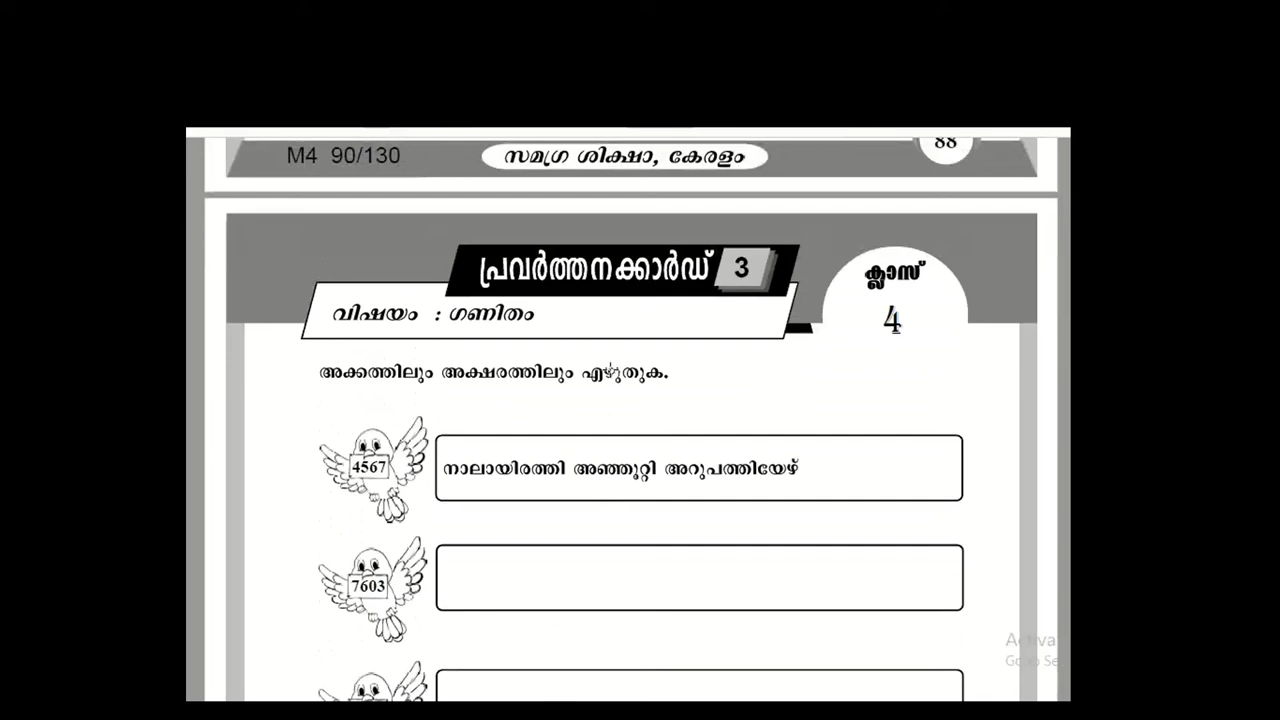 M4 90/130
സമഗ്ര ശിക്ഷാ, കേരളം
88
പ്രവർത്തനക്കാർഡ് 3
ക്ലാസ്
4
വിഷയം : ഗണിതം
അക്കത്തിലും അക്ഷരത്തിലും എഴുതുക.
4567
നാലായിരത്തി അഞ്ഞൂറ്റി അറുപത്തിയേഴ്
7603